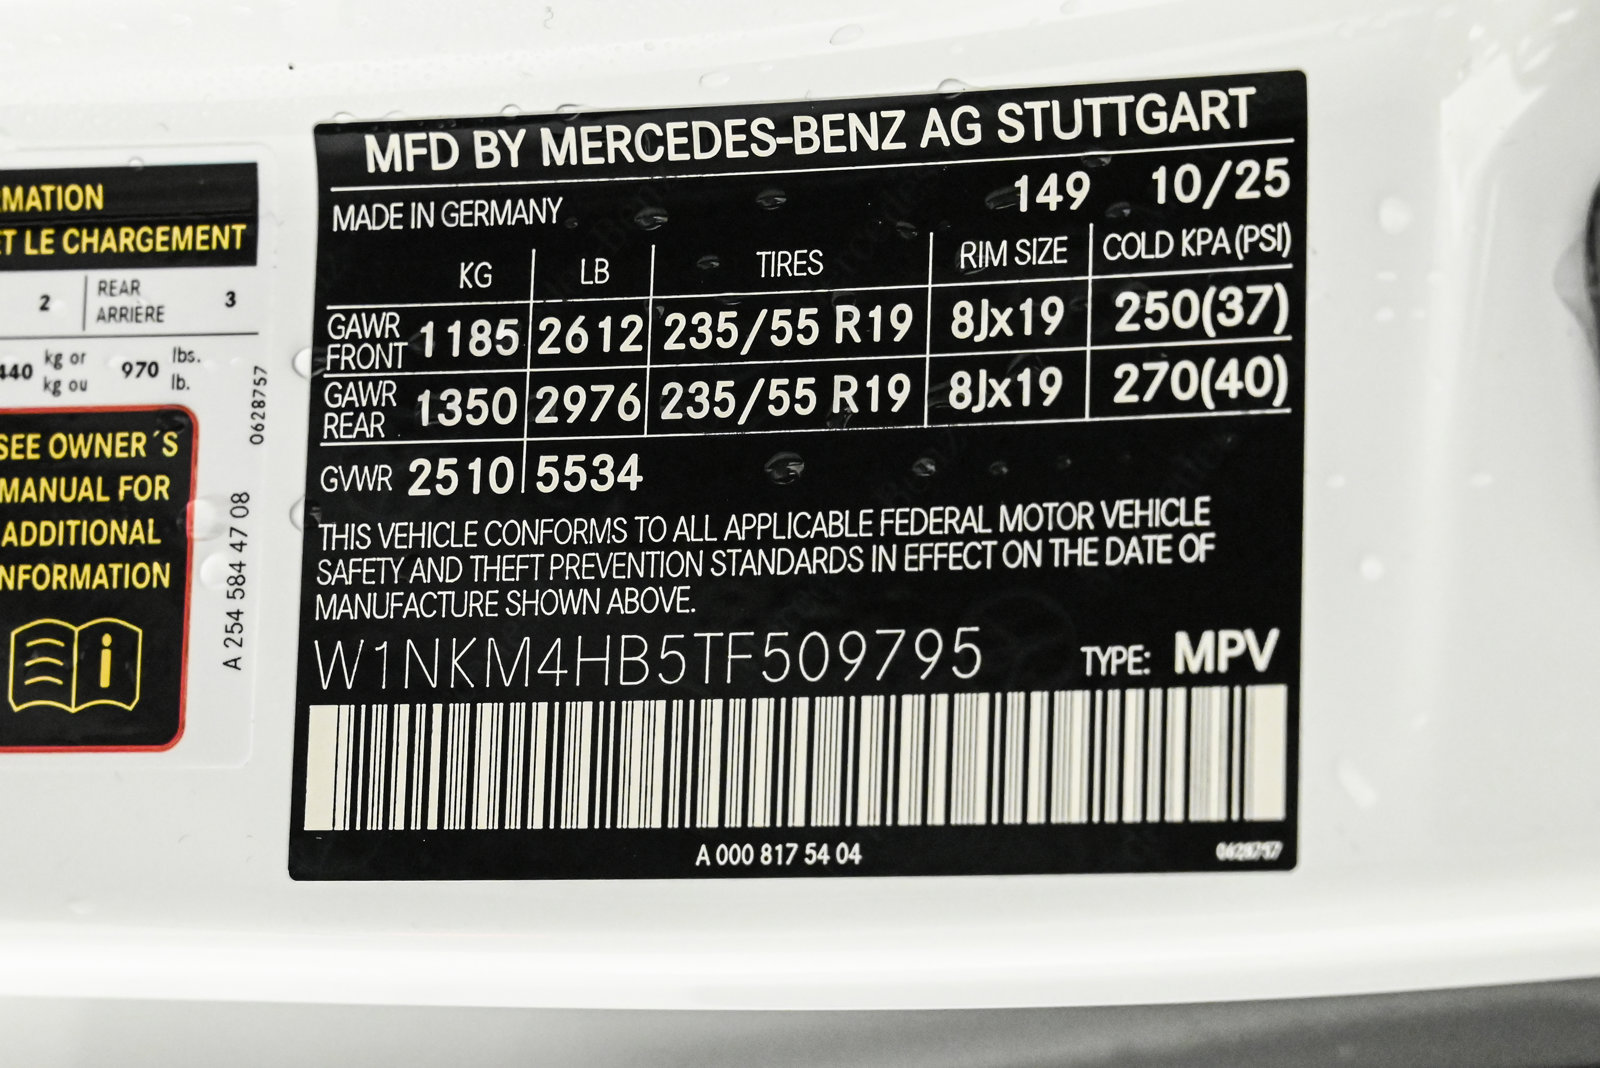 RMATION
ET LE CHARGEMENT
2 REAR ARRIÈRE 3
440 kg or kg ou 970 lbs. lb.
SEE OWNER´S
MANUAL FOR
ADDITIONAL
NFORMATION
0628757
A 254 584 47 08
MFD BY MERCEDES-BENZ AG STUTTGART
MADE IN GERMANY 149 10/25
KG LB TIRES RIM SIZE COLD KPA(PSI)
GAWR FRONT 1185 2612 235/55 R19 8Jx19 250(37)
GAWR REAR 1350 2976 235/55 R19 8Jx19 270(40)
GVWR 2510 5534
THIS VEHICLE CONFORMS TO ALL APPLICABLE FEDERAL MOTOR VEHICLE
SAFETY AND THEFT PREVENTION STANDARDS IN EFFECT ON THE DATE OF
MANUFACTURE SHOWN ABOVE.
W1NKM4HB5TF509795 TYPE: MPV
A 000 817 54 04